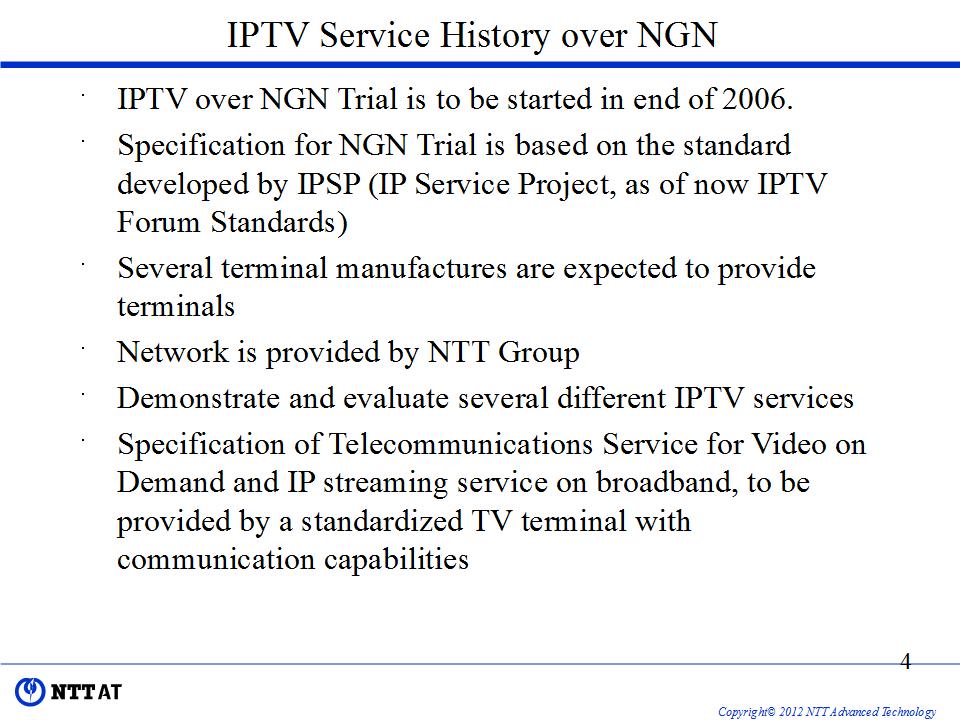 IPTV Service History over NGN
· IPTV over NGN Trial is to be started in end of 2006.
· Specification for NGN Trial is based on the standard
developed by IPSP (IP Service Project, as of now IPTV
Forum Standards)
· Several terminal manufactures are expected to provide
terminals
· Network is provided by NTT Group
· Demonstrate and evaluate several different IPTV services
· Specification of Telecommunications Service for Video on
Demand and IP streaming service on broadband, to be
provided by a standardized TV terminal with
communication capabilities
4
NTT AT
Copyright© 2012 NTT Advanced Technology